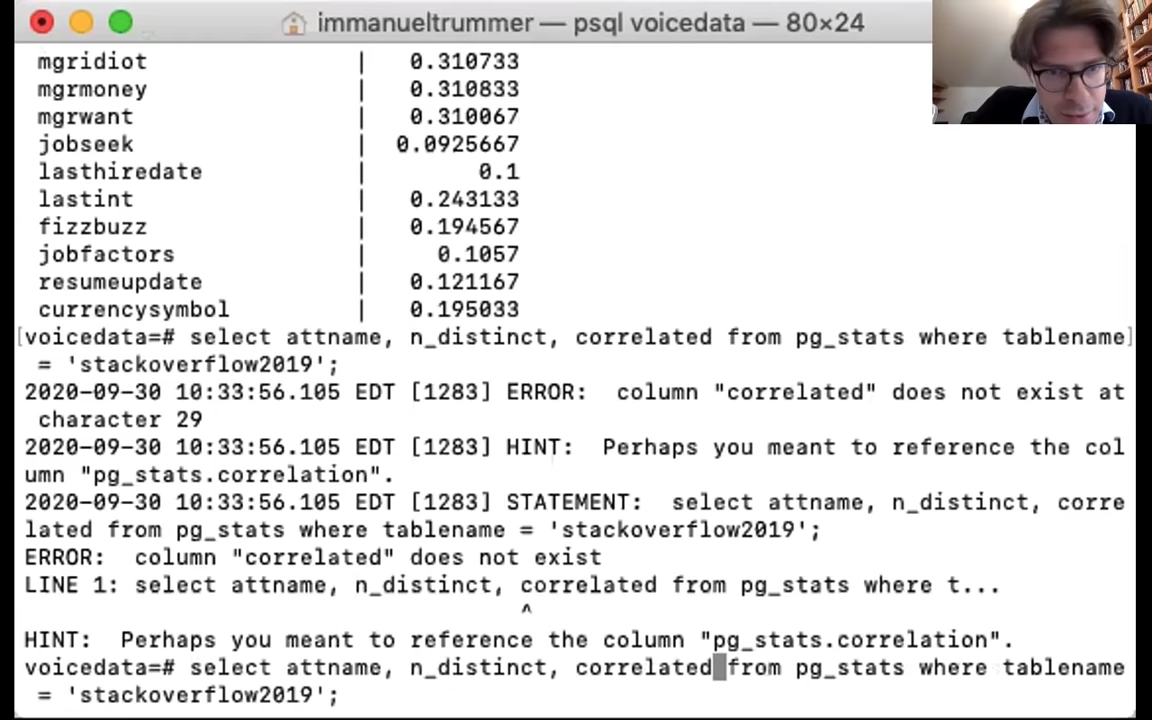 immanueltrummer — psql voicedata — 80×24
mgridiot | 0.310733
mgrmoney | 0.310833
mgrwant | 0.310067
jobseek | 0.0925667
lasthiredate | 0.1
lastint | 0.243133
fizzbuzz | 0.194567
jobfactors | 0.1057
resumeupdate | 0.121167
currencysymbol | 0.195033
[voicedata=# select attname, n_distinct, correlated from pg_stats where tablename]
= 'stackoverflow2019';
2020-09-30 10:33:56.105 EDT [1283] ERROR:  column "correlated" does not exist at
character 29
2020-09-30 10:33:56.105 EDT [1283] HINT:  Perhaps you meant to reference the col
umn "pg_stats.correlation".
2020-09-30 10:33:56.105 EDT [1283] STATEMENT:  select attname, n_distinct, corre
lated from pg_stats where tablename = 'stackoverflow2019';
ERROR:  column "correlated" does not exist
LINE 1: select attname, n_distinct, correlated from pg_stats where t...
^
HINT:  Perhaps you meant to reference the column "pg_stats.correlation".
voicedata=# select attname, n_distinct, correlated from pg_stats where tablename
= 'stackoverflow2019';